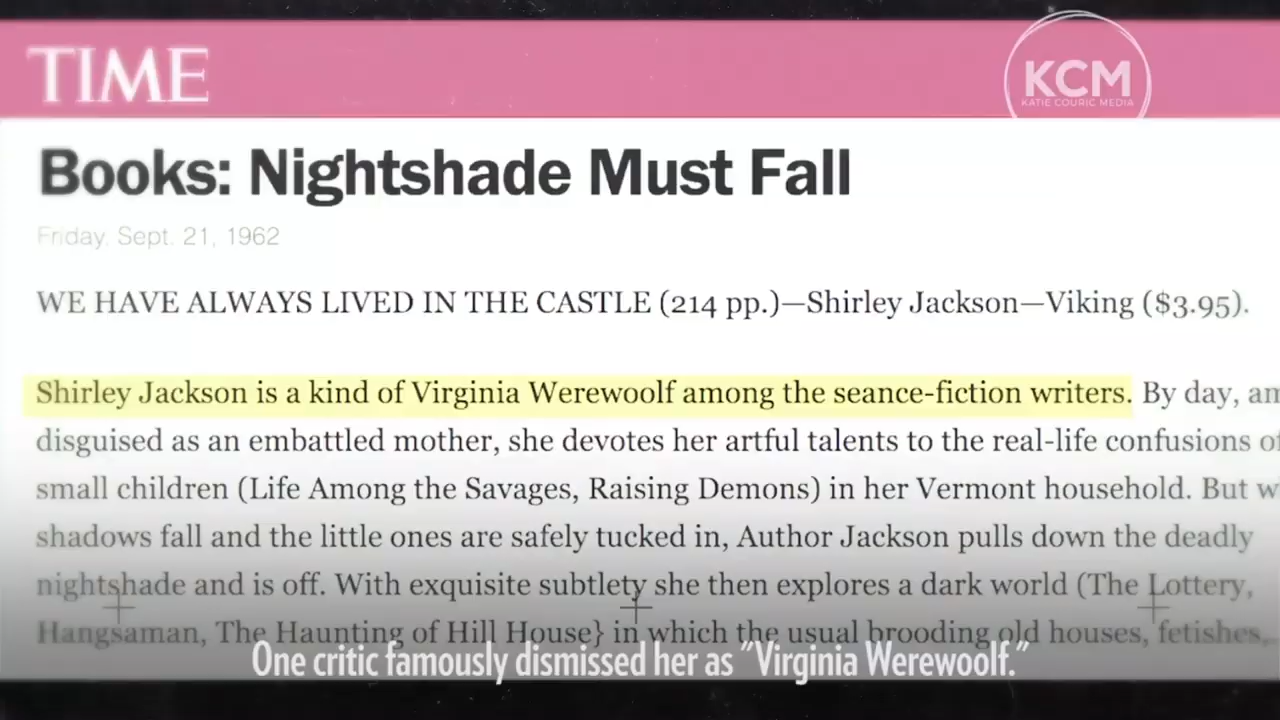 TIME
KCM
KATIE COURIC MEDIA
Books: Nightshade Must Fall
Friday, Sept. 21, 1962
WE HAVE ALWAYS LIVED IN THE CASTLE (214 pp.)—Shirley Jackson—Viking ($3.95).
Shirley Jackson is a kind of Virginia Werewoolf among the seance-fiction writers. By day,
disguised as an embattled mother, she devotes her artful talents to the real-life confusions
small children (Life Among the Savages, Raising Demons) in her Vermont household. But
shadows fall and the little ones are safely tucked in, Author Jackson pulls down the deadly
nightshade and is off. With exquisite subtlety she then explores a dark world (The Lottery,
Hangsaman, The Haunting of Hill House} in which the usual brooding old houses, fetishes,
One critic famously dismissed her as "Virginia Werewoolf."